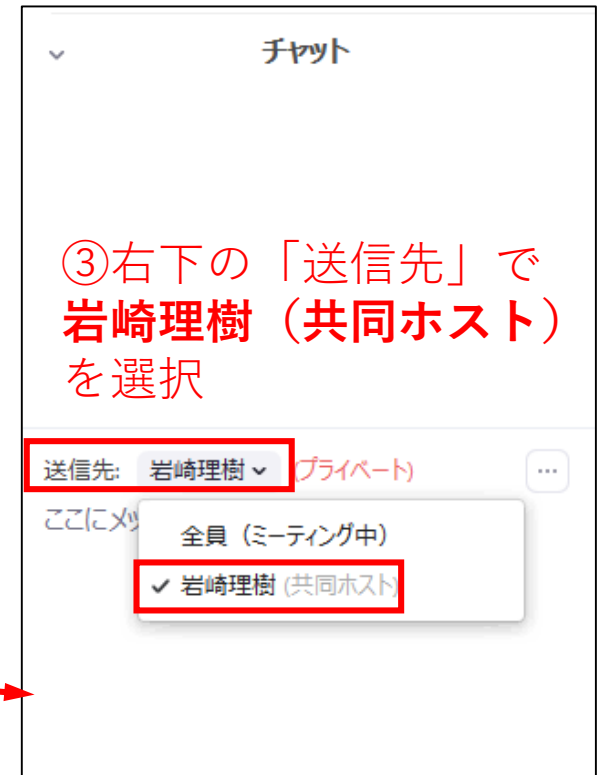 チャット
③右下の「送信先」で
岩崎理樹（共同ホスト）
を選択
送信先: 岩崎理樹 (プライベート) ...
ここにメッ
全員（ミーティング中）
✓ 岩崎理樹 (共同ホスト)